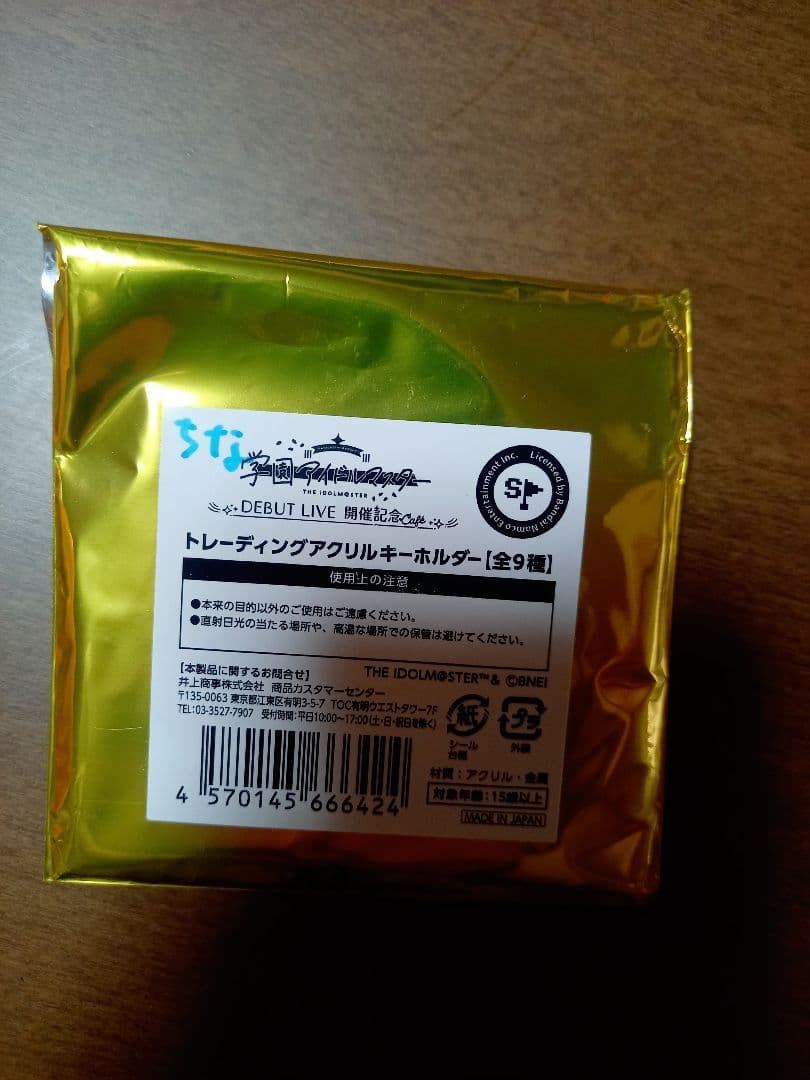 ちな
学園アイドルマスター
THE IDOLM@STER
DEBUT LIVE 開催記念Café
Licensed by Bandai Namco Entertainment Inc.
トレーディングアクリルキーホルダー【全9種】
使用上の注意
●本来の目的以外のご使用はご遠慮ください。
●直射日光の当たる場所や、高温な場所での保管は避けてください。
THE IDOLM@STER™& ©BNEI
【本製品に関するお問合せ】
井上商事株式会社 商品カスタマーセンター
〒135-0063 東京都江東区有明3-5-7 TOC有明ウエストタワー7F
TEL:03-3527-7907 受付時間:平日10:00~17:00(土・日・祝日を除く)
紙
シール
台紙
プラ
外装
材質:アクリル・金属
対象年齢:15歳以上
MADE IN JAPAN
4 570145 666424